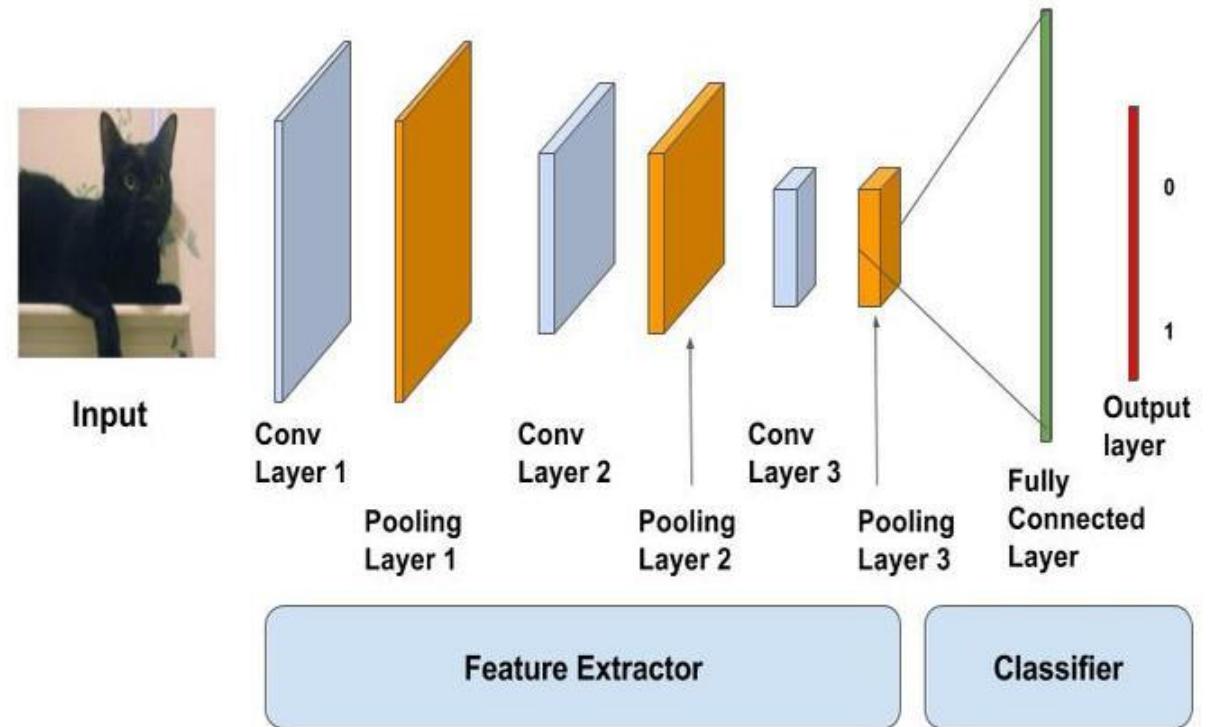 0
1
Input
Output
layer
Conv
Layer 1
Conv
Layer 2
Conv
Layer 3
Fully
Connected
Layer
Pooling
Layer 1
Pooling
Layer 2
Pooling
Layer 3
Feature Extractor
Classifier